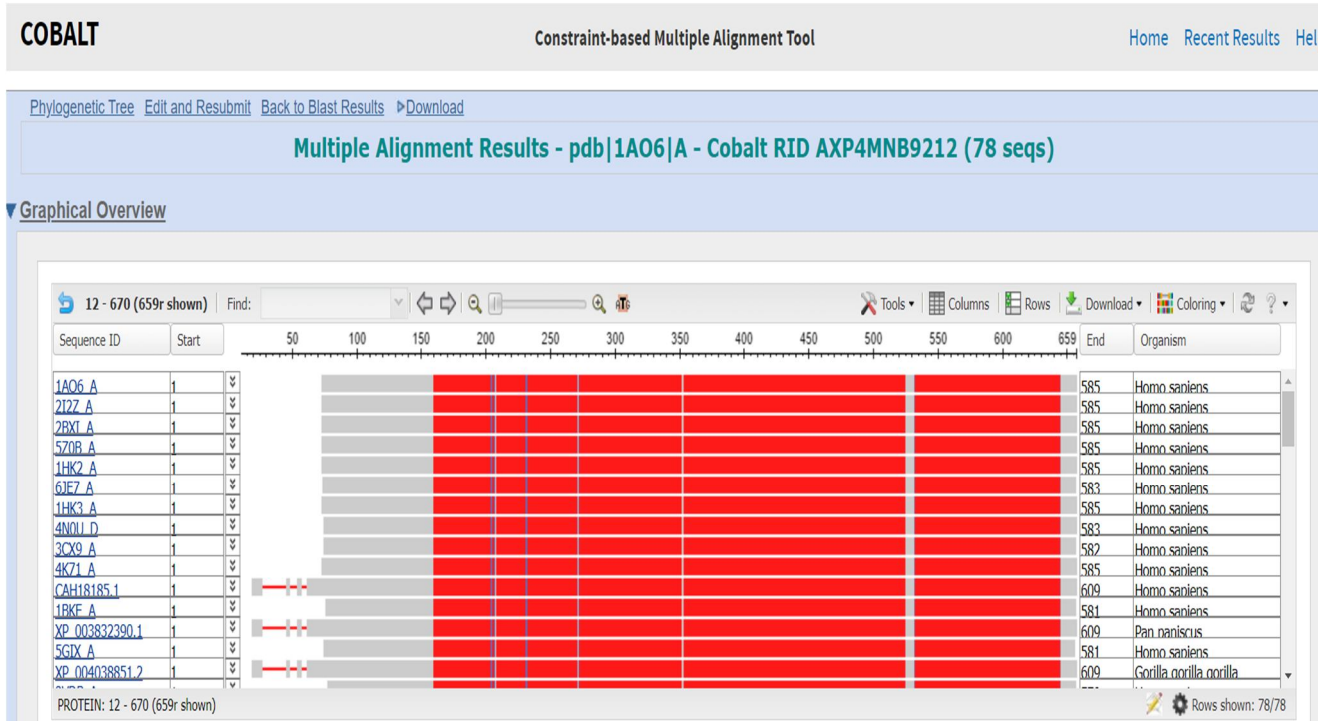 COBALT Constraint-based Multiple Alignment Tool Home Recent Results Hel
Phylogenetic Tree Edit and Resubmit Back to Blast Results Download
Multiple Alignment Results - pdb|1AO6|A - Cobalt RID AXP4MNB9212 (78 seqs)
Graphical Overview
12 - 670 (659r shown) Find: Tools Columns Rows Download Coloring ?
Sequence ID Start 50 100 150 200 250 300 350 400 450 500 550 600 659 End Organism
1AO6_A 1 585 Homo sapiens
2I2Z_A 1 585 Homo sapiens
2BXI_A 1 585 Homo sapiens
5Z0B_A 1 585 Homo sapiens
1HK2_A 1 585 Homo sapiens
6JE7_A 1 583 Homo sapiens
1HK3_A 1 585 Homo sapiens
4N0U_D 1 583 Homo sapiens
3CX9_A 1 582 Homo sapiens
4K71_A 1 585 Homo sapiens
CAH18185.1 1 609 Homo sapiens
1BKE_A 1 581 Homo sapiens
XP_003832390.1 1 609 Pan paniscus
5GIX_A 1 581 Homo sapiens
XP_004038851.2 1 609 Gorilla gorilla gorilla
PROTEIN: 12 - 670 (659r shown) Rows shown: 78/78